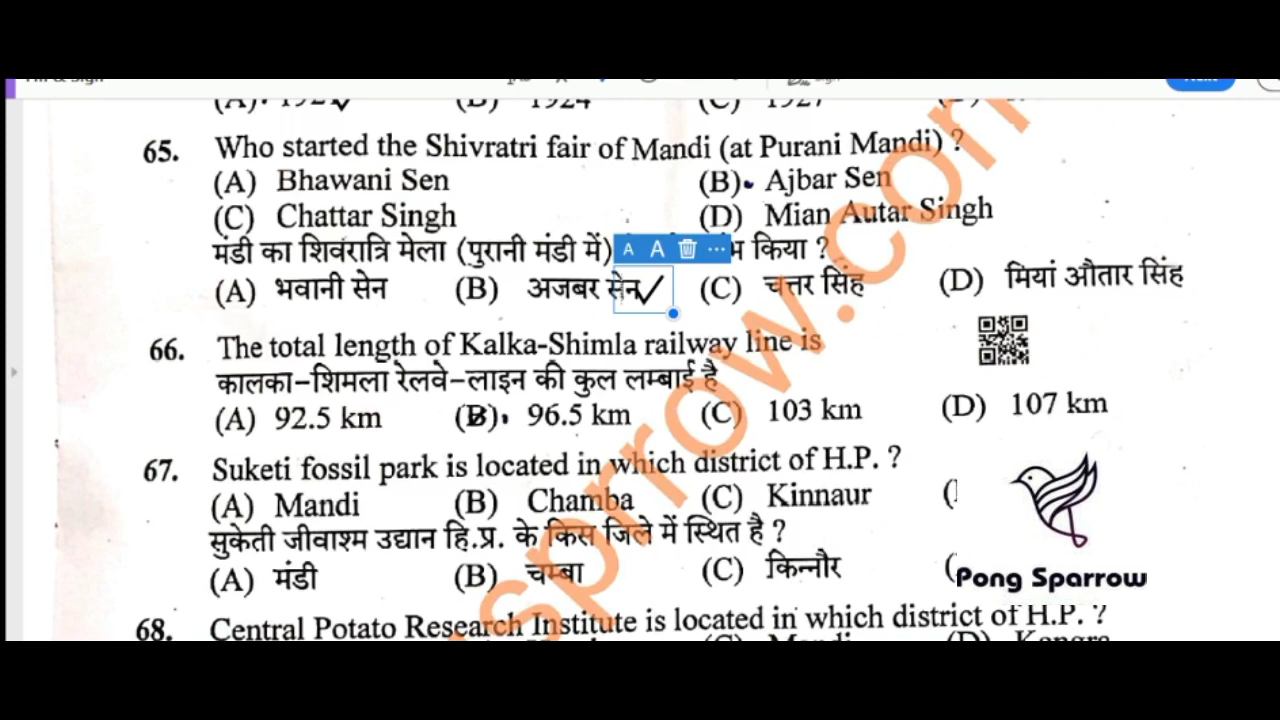 65. Who started the Shivratri fair of Mandi (at Purani Mandi) ?
(A) Bhawani Sen (B) Ajbar Sen
(C) Chattar Singh (D) Mian Autar Singh
मंडी का शिवरात्रि मेला (पुरानी मंडी में) किया ?
(A) भवानी सेन (B) अजबर सेन (C) चत्तर सिंह (D) मियां औतार सिंह
66. The total length of Kalka-Shimla railway line is
कालका-शिमला रेलवे-लाइन की कुल लम्बाई है
(A) 92.5 km (B) 96.5 km (C) 103 km (D) 107 km
67. Suketi fossil park is located in which district of H.P. ?
(A) Mandi (B) Chamba (C) Kinnaur
सुकेती जीवाश्म उद्यान हि.प्र. के किस जिले में स्थित है ?
(A) मंडी (B) चम्बा (C) किन्नौर
Pong Sparrow
68. Central Potato Research Institute is located in which district of H.P. ?